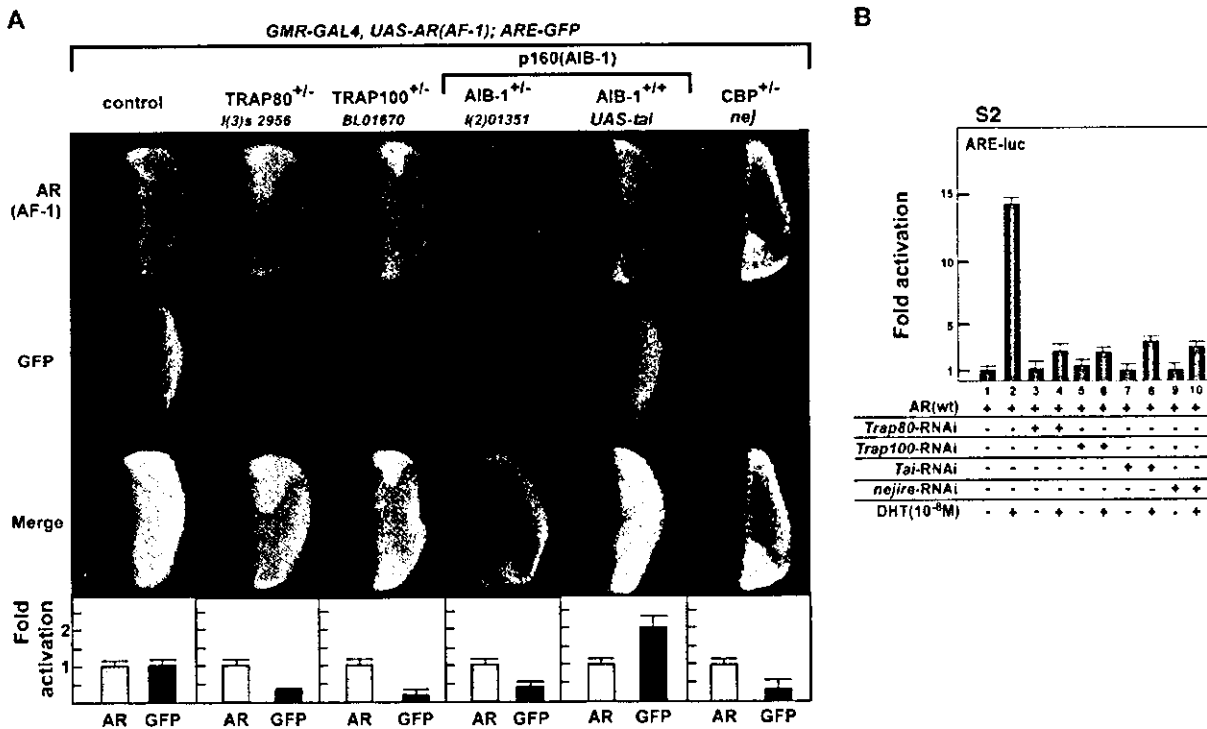 A
GMR-GAL4, UAS-AR(AF-1); ARE-GFP
p160(AIB-1)
control
TRAP80+/-
l(3)s 2956
TRAP100+/-
BL01670
AIB-1+/-
l(2)01351
AIB-1+/+
UAS-tai
CBP+/-
nej
AR
(AF-1)
GFP
Merge
Fold
activation
2
1
AR GFP AR GFP AR GFP AR GFP AR GFP AR GFP
B
S2
ARE-luc
Fold activation
15
10
5
1
1 2 3 4 5 6 7 8 9 10
AR(wt) + + + + + + + + + +
Trap80-RNAi - - + + - - - - - -
Trap100-RNAi - - - - + + - - - -
Tai-RNAi - - - - - - + + - -
nejire-RNAi - - - - - - - - + +
DHT(10-8M) - + - + - + - + - +